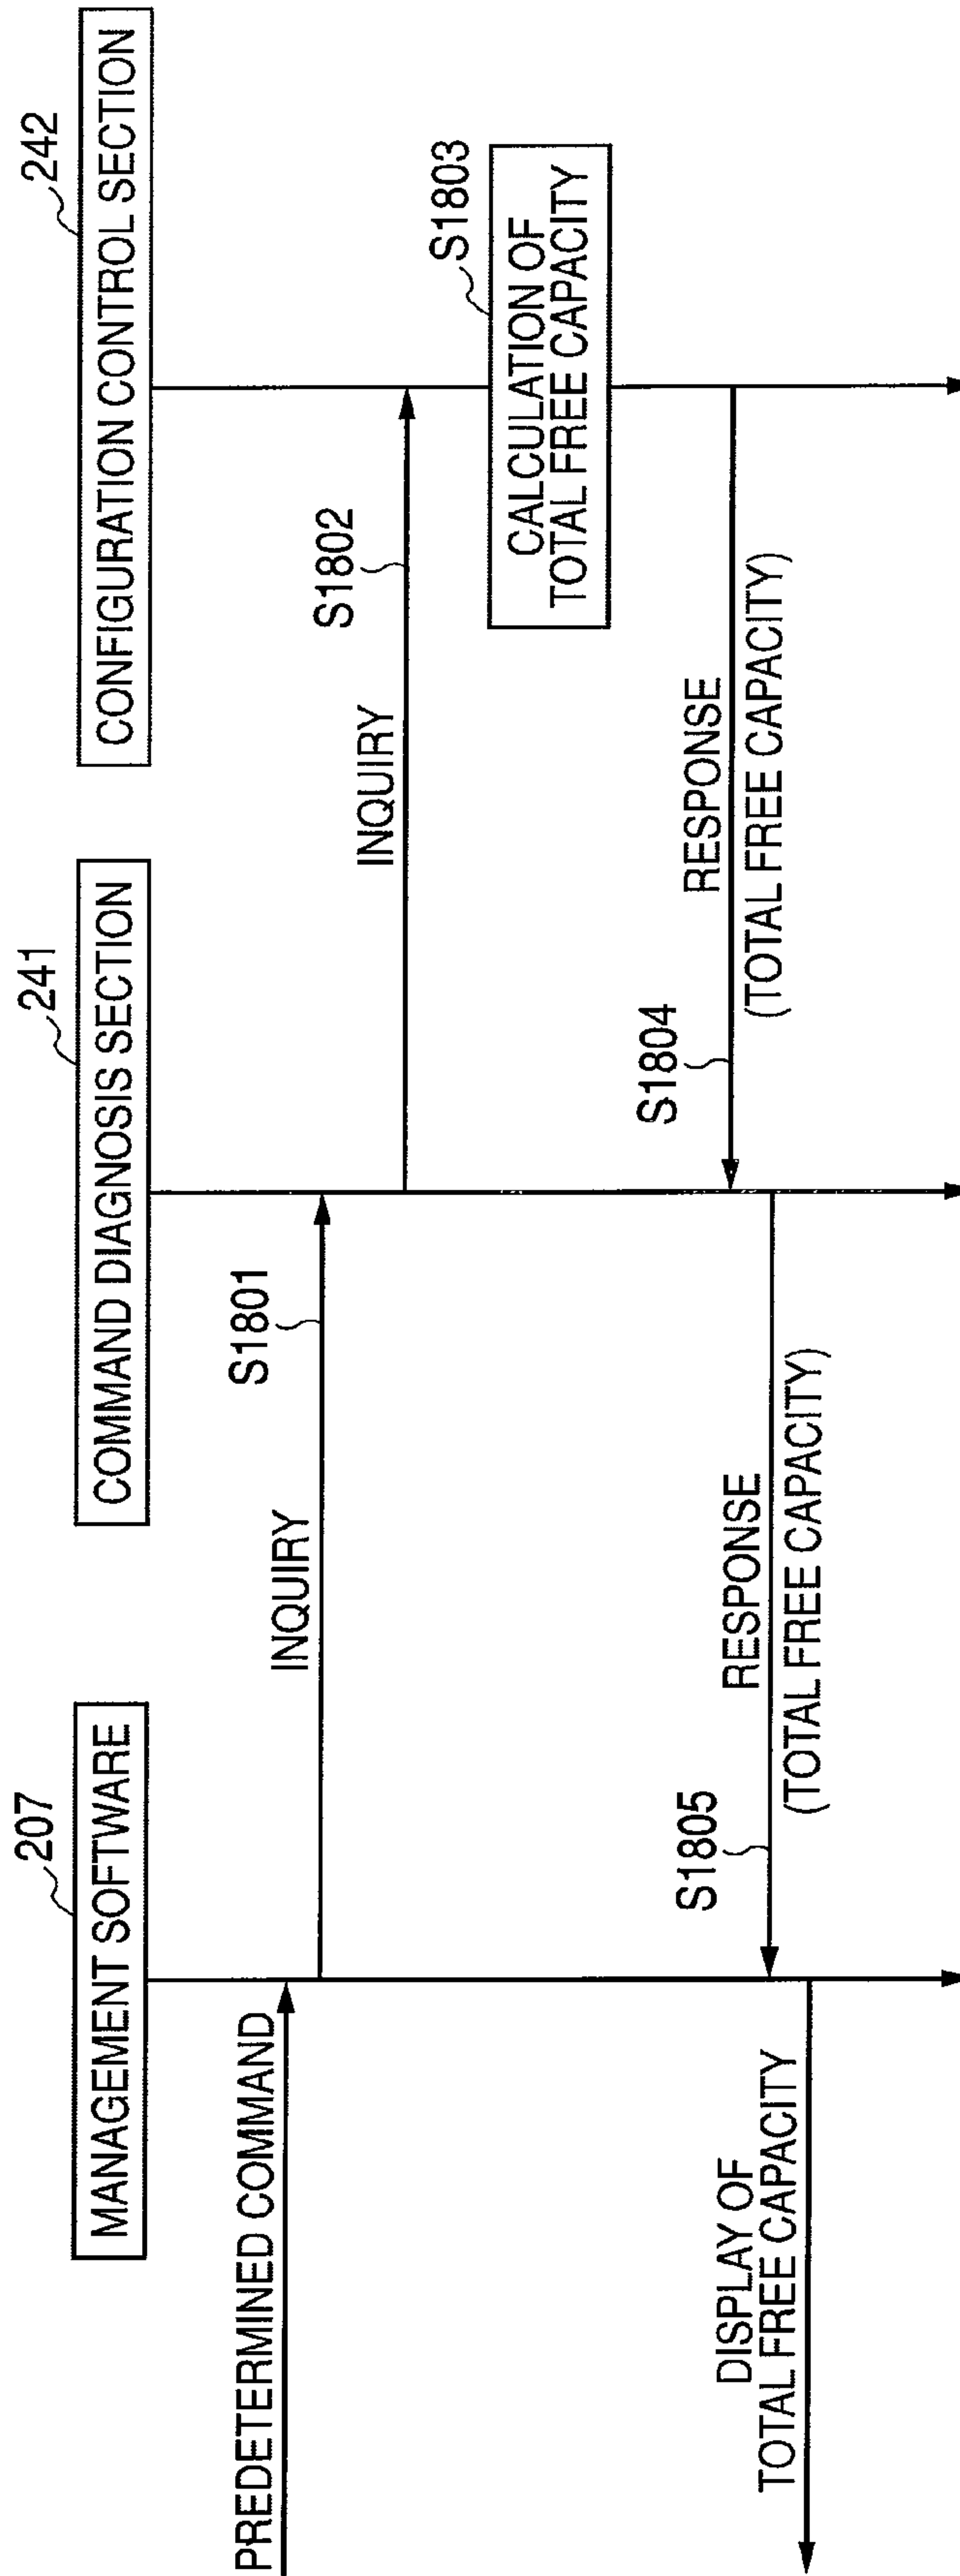 207
MANAGEMENT SOFTWARE
241
COMMAND DIAGNOSIS SECTION
242
CONFIGURATION CONTROL SECTION
PREDETERMINED COMMAND
INQUIRY
S1801
INQUIRY
S1802
S1803
CALCULATION OF
TOTAL FREE CAPACITY
S1804
RESPONSE
(TOTAL FREE CAPACITY)
S1805
RESPONSE
(TOTAL FREE CAPACITY)
DISPLAY OF
TOTAL FREE CAPACITY